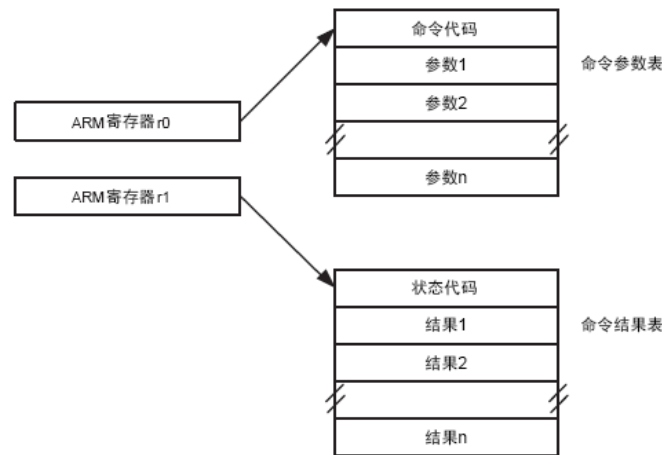 命令代码
参数1
命令参数表
参数2
ARM寄存器r0
参数n
ARM寄存器r1
状态代码
结果1
命令结果表
结果2
结果n